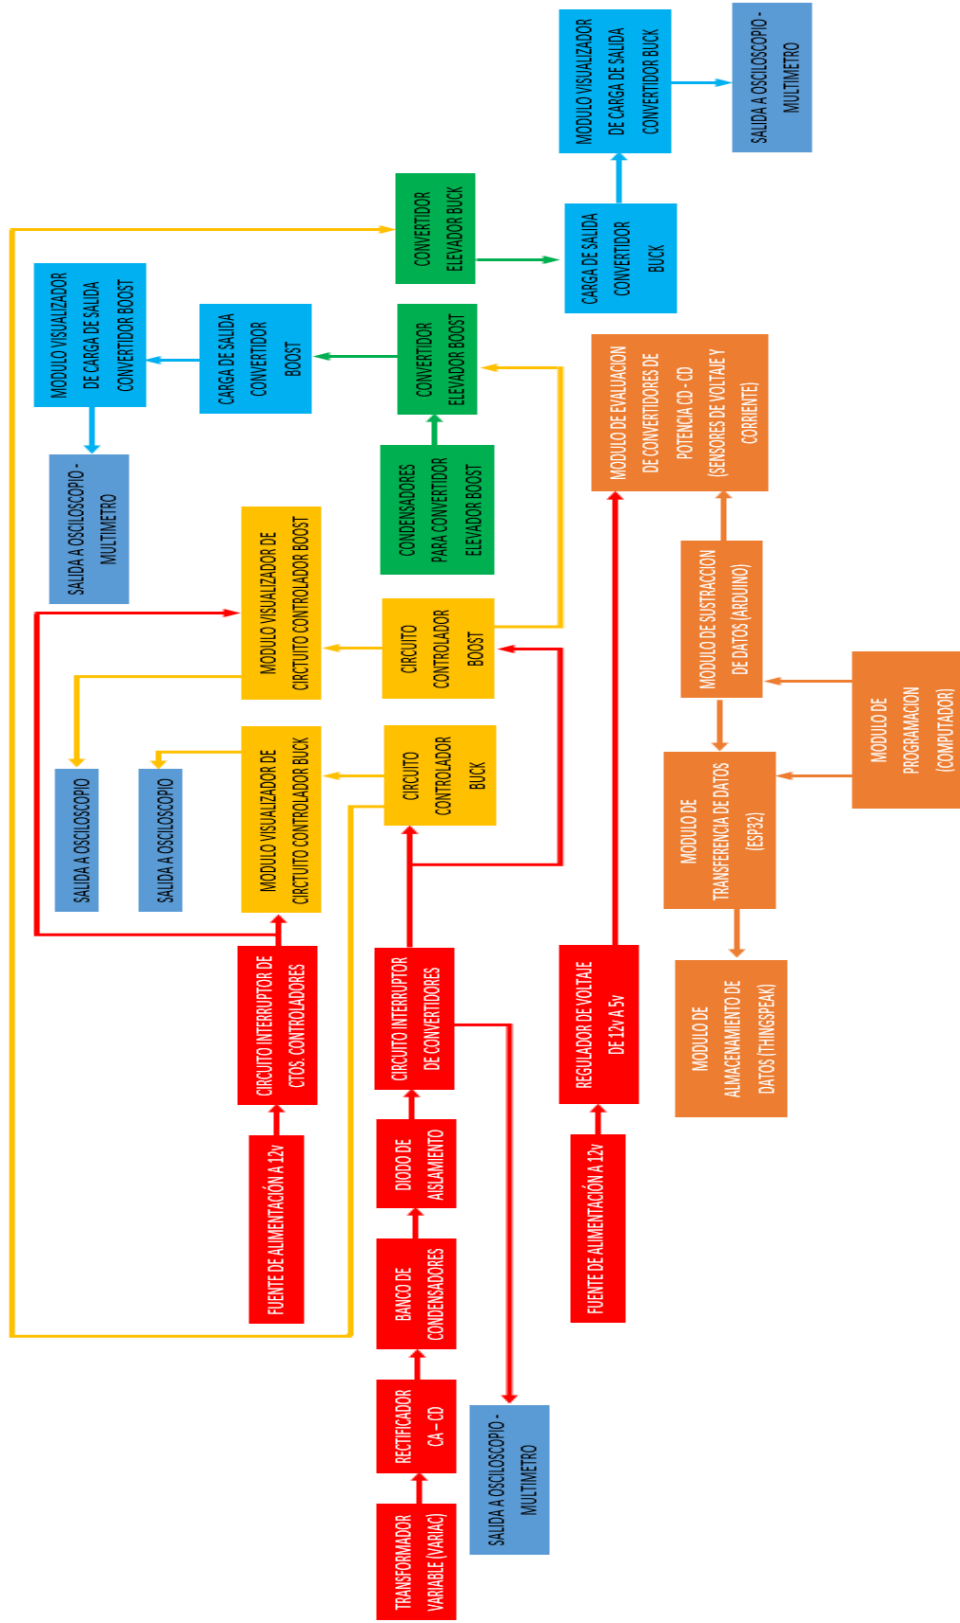 SALIDA A OSCILOSCOPIO
SALIDA A OSCILOSCOPIO
SALIDA A OSCILOSCOPIO -
MULTIMETRO
MODULO VISUALIZADOR
DE CARGA DE SALIDA
CONVERTIDOR BOOST
FUENTE DE ALIMENTACIÓN A 12v
CIRCUITO INTERRUPTOR DE
CTOS. CONTROLADORES
MODULO VISUALIZADOR DE
CIRCTUITO CONTROLADOR BUCK
MODULO VISUALIZADOR DE
CIRCTUITO CONTROLADOR BOOST
CARGA DE SALIDA
CONVERTIDOR
BOOST
TRANSFORMADOR
VARIABLE (VARIAC)
RECTIFICADOR
CA – CD
BANCO DE
CONDENSADORES
DIODO DE
AISLAMIENTO
CIRCUITO INTERRUPTOR
DE CONVERTIDORES
CIRCUITO
CONTROLADOR
BUCK
CIRCUITO
CONTROLADOR
BOOST
CONDENSADORES
PARA CONVERTIDOR
ELEVADOR BOOST
CONVERTIDOR
ELEVADOR BOOST
CONVERTIDOR
ELEVADOR BUCK
SALIDA A OSCILOSCOPIO -
MULTIMETRO
FUENTE DE ALIMENTACIÓN A 12v
REGULADOR DE VOLTAJE
DE 12v A 5v
MODULO DE EVALUACION
DE CONVERTIDORES DE
POTENCIA CD - CD
(SENSORES DE VOLTAJE Y
CORRIENTE)
CARGA DE SALIDA
CONVERTIDOR
BUCK
MODULO VISUALIZADOR
DE CARGA DE SALIDA
CONVERTIDOR BUCK
SALIDA A OSCILOSCOPIO -
MULTIMETRO
MODULO DE
ALMACENAMIENTO DE
DATOS (THINGSPEAK)
MODULO DE
TRANSFERENCIA DE DATOS
(ESP32)
MODULO DE SUSTRACCION
DE DATOS (ARDUINO)
MODULO DE
PROGRAMACION
(COMPUTADOR)